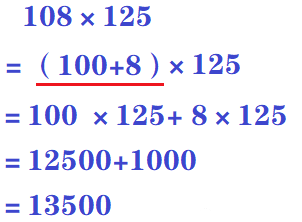 108 × 125
= ( 100+8 ) × 125
= 100 × 125+ 8 × 125
= 12500+1000
= 13500